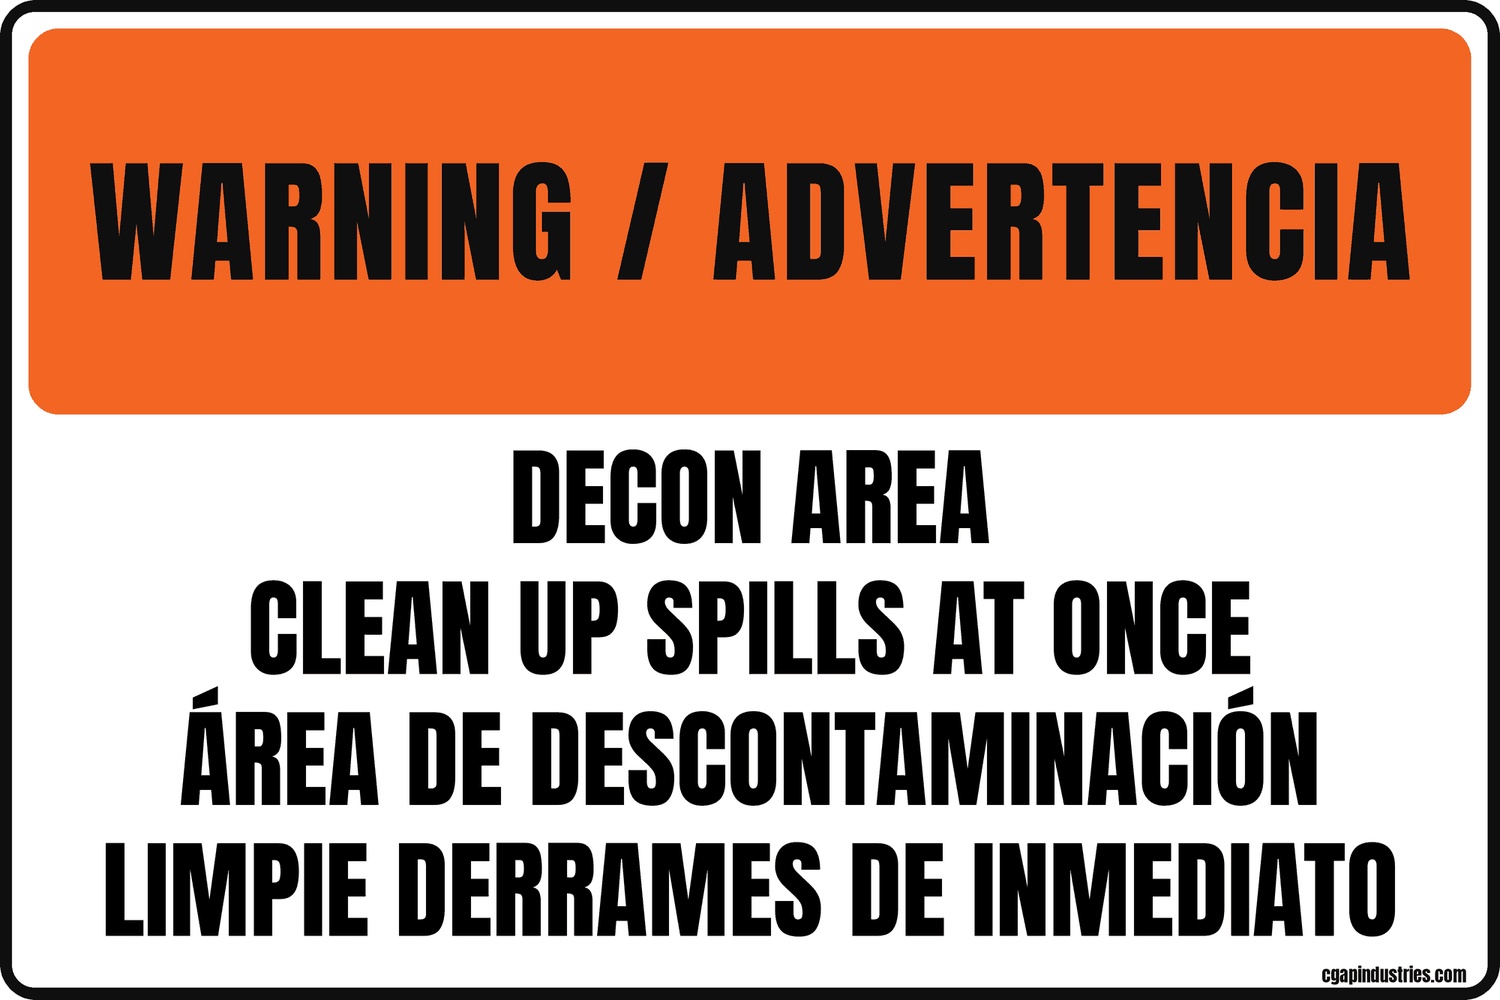 WARNING / ADVERTENCIA
DECON AREA
CLEAN UP SPILLS AT ONCE
ÁREA DE DESCONTAMINACIÓN
LIMPIE DERRAMES DE INMEDIATO
cgapindustries.com